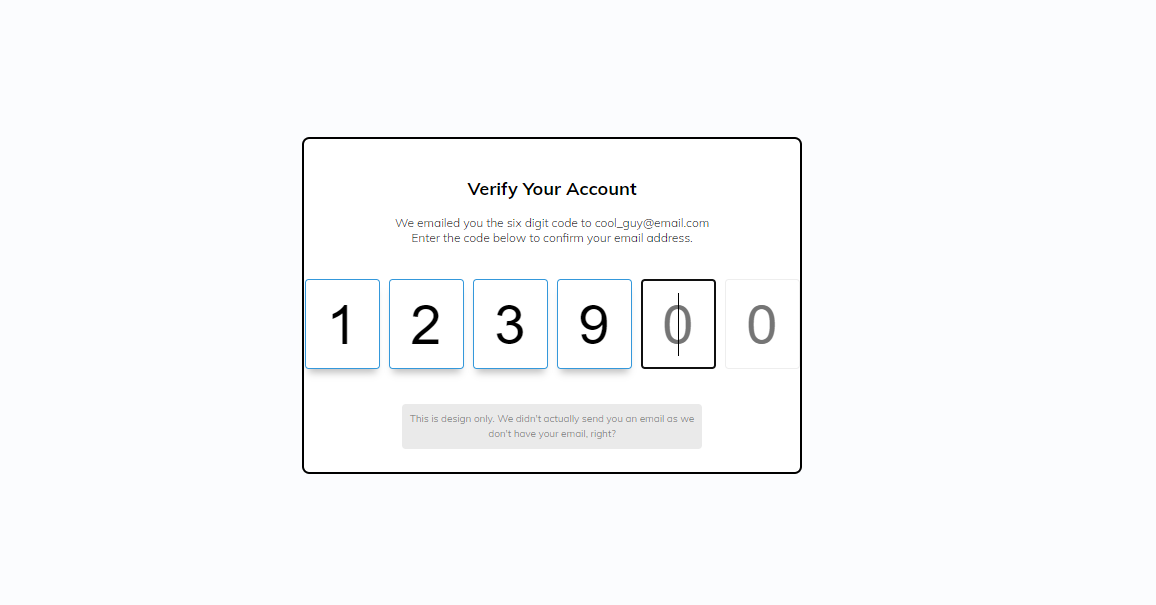 Verify Your Account
We emailed you the six digit code to cool_guy@email.com
Enter the code below to confirm your email address.
1 2 3 9 0 0
This is design only. We didn't actually send you an email as we
don't have your email, right?